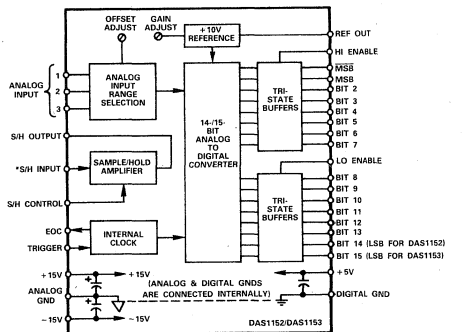 OFFSET ADJUST
GAIN ADJUST
+10V REFERENCE
REF OUT
HI ENABLE
ANALOG INPUT
1
2
3
ANALOG INPUT RANGE SELECTION
14-/15-BIT ANALOG TO DIGITAL CONVERTER
TRI-STATE BUFFERS
MSB
MSB
BIT 2
BIT 3
BIT 4
BIT 5
BIT 6
BIT 7
S/H OUTPUT
*S/H INPUT
SAMPLE/HOLD AMPLIFIER
S/H CONTROL
LO ENABLE
TRI-STATE BUFFERS
BIT 8
BIT 9
BIT 10
BIT 11
BIT 12
BIT 13
BIT 14 (LSB FOR DAS1152)
BIT 15 (LSB FOR DAS1153)
EOC
TRIGGER
INTERNAL CLOCK
+15V
+15V
+5V
ANALOG GND
(ANALOG & DIGITAL GNDS ARE CONNECTED INTERNALLY)
DIGITAL GND
-15V
-15V
DAS1152/DAS1153